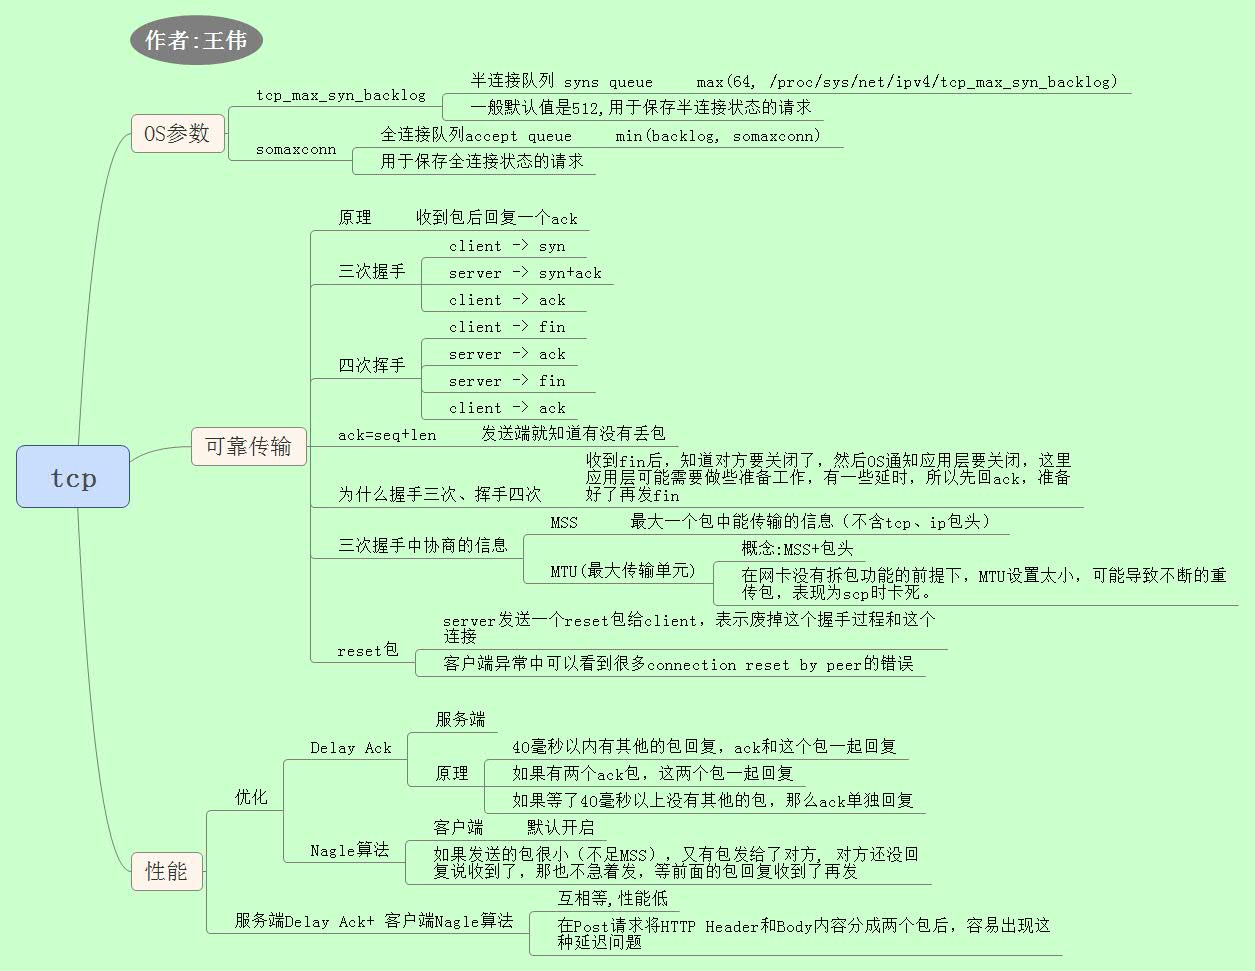 作者:王伟
tcp
OS参数
tcp_max_syn_backlog
半连接队列 syns queue
max(64, /proc/sys/net/ipv4/tcp_max_syn_backlog)
一般默认值是512,用于保存半连接状态的请求
somaxconn
全连接队列accept queue
min(backlog, somaxconn)
用于保存全连接状态的请求
可靠传输
原理
收到包后回复一个ack
三次握手
client -> syn
server -> syn+ack
client -> ack
四次挥手
client -> fin
server -> ack
server -> fin
client -> ack
ack=seq+len
发送端就知道有没有丢包
为什么握手三次、挥手四次
收到fin后，知道对方要关闭了，然后OS通知应用层要关闭，这里
应用层可能需要做些准备工作，有一些延时，所以先回ack，准备
好了再发fin
三次握手中协商的信息
MSS
最大一个包中能传输的信息（不含tcp、ip包头）
MTU(最大传输单元)
概念:MSS+包头
在网卡没有拆包功能的前提下，MTU设置太小，可能导致不断的重
传包，表现为scp时卡死。
reset包
server发送一个reset包给client，表示废掉这个握手过程和这个
连接
客户端异常中可以看到很多connection reset by peer的错误
性能
优化
Delay Ack
服务端
原理
40毫秒以内有其他的包回复，ack和这个包一起回复
如果有两个ack包，这两个包一起回复
如果等了40毫秒以上没有其他的包，那么ack单独回复
Nagle算法
客户端
默认开启
如果发送的包很小（不足MSS），又有包发给了对方, 对方还没回
复说收到了，那也不急着发，等前面的包回复收到了再发
服务端Delay Ack+ 客户端Nagle算法
互相等,性能低
在Post请求将HTTP Header和Body内容分成两个包后，容易出现这
种延迟问题